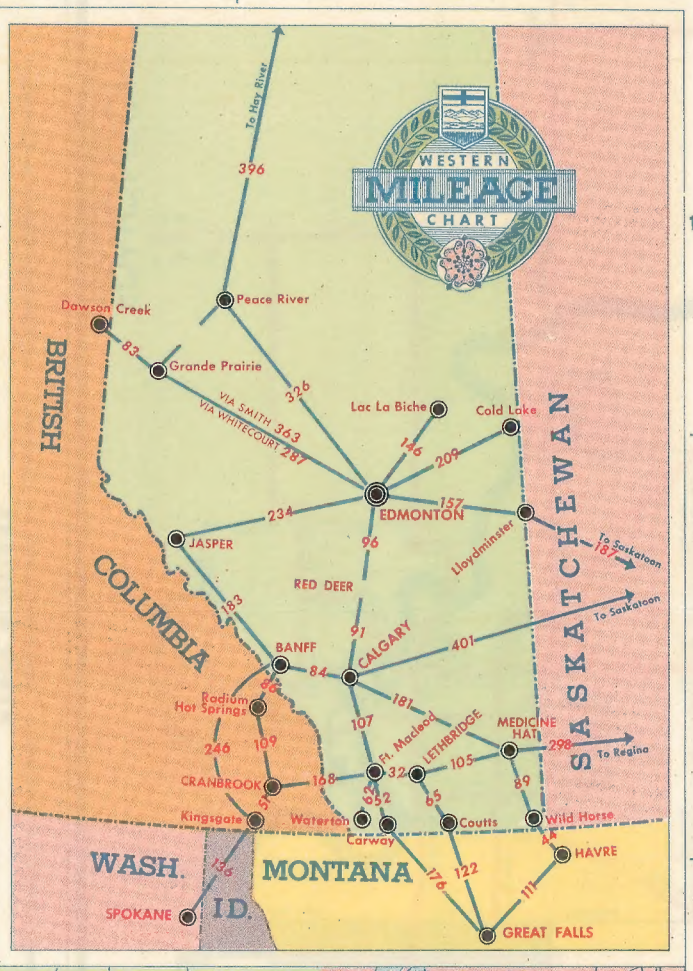 WESTERN
MILEAGE
CHART
To Hay River
396
Dawson Creek
Peace River
83
Grande Prairie
BRITISH
COLUMBIA
VIA SMITH 363
VIA WHITECOURT 287
326
Lac La Biche
Cold Lake
146
209
SASKATCHEWAN
EDMONTON
157
234
96
JASPER
Lloydminster
To Saskatoon
187
RED DEER
183
91
To Saskatoon
401
BANFF
CALGARY
84
86
Radium
Hot Springs
181
107
246
109
Ft. Macleod
LETHBRIDGE
MEDICINE
HAT
298
To Regina
105
32
168
CRANBROOK
51
62
52
65
89
Kingsgate
Waterton
Carway
Coutts
Wild Horse
44
HAVRE
WASH.
MONTANA
136
176
122
111
SPOKANE
ID.
GREAT FALLS